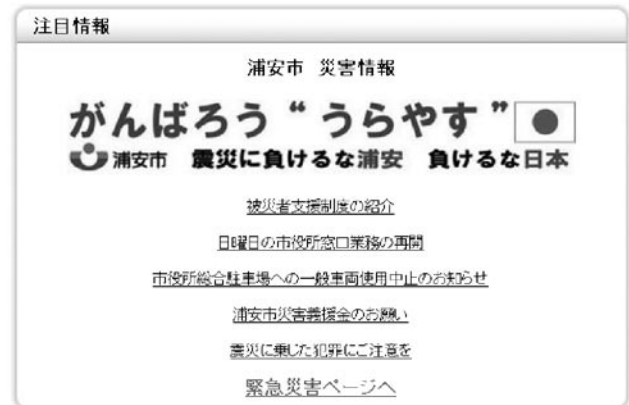 注目情報
浦安市 災害情報
がんばろう“うらやす”
浦安市 震災に負けるな浦安 負けるな日本
被災者支援制度の紹介
日曜日の市役所窓口業務の再開
市役所総合駐車場への一般車両使用中止のお知らせ
浦安市災害義援金のお願い
震災に乗じた犯罪にご注意を
緊急災害ページへ